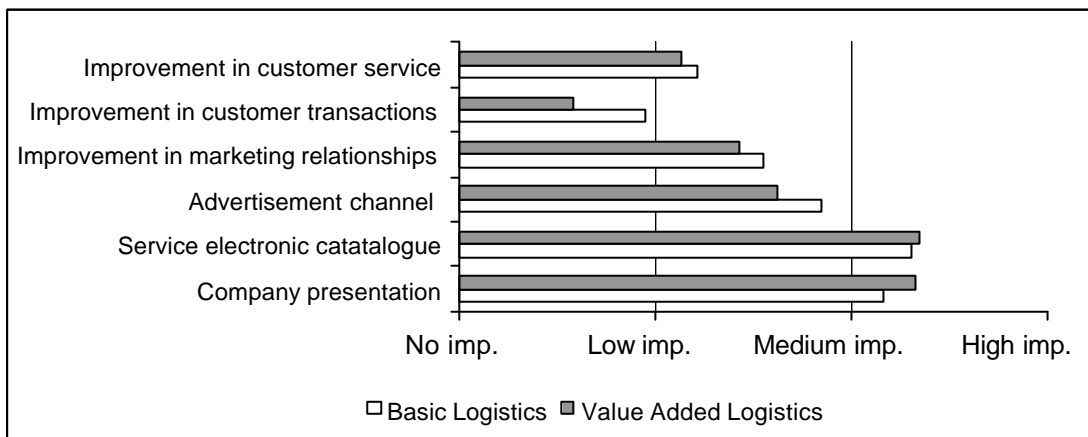 Improvement in customer service
Improvement in customer transactions
Improvement in marketing relationships
Advertisement channel
Service electronic catatalogue
Company presentation
No imp. Low imp. Medium imp. High imp.
Basic Logistics Value Added Logistics